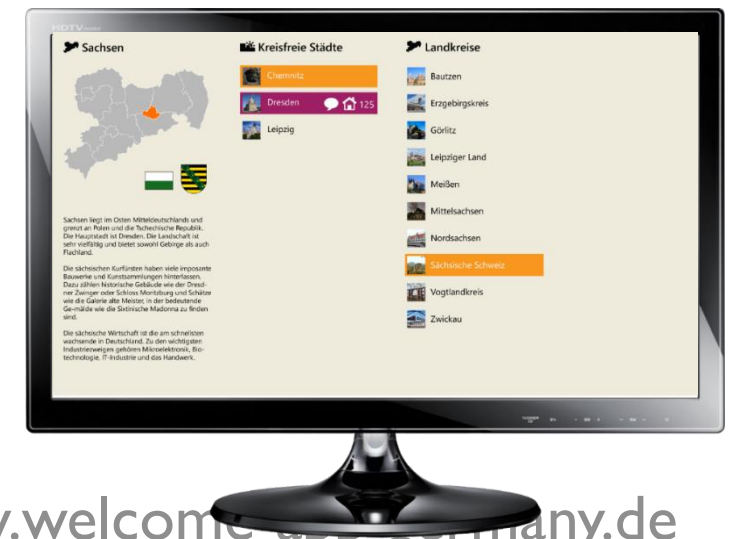 HDTV
Sachsen
Sachsen liegt im Osten Mitteldeutschlands und
grenzt an Polen und die Tschechische Republik.
Die Hauptstadt ist Dresden. Die Landschaft ist
sehr vielfältig und bietet sowohl Gebirge als auch
Flachland.
Die sächsischen Kurfürsten haben viele imposante
Bauwerke und Kunstsammlungen hinterlassen.
Dazu zählen historische Gebäude wie der Dresd-
ner Zwinger oder Schloss Moritzburg und Schätze
wie die Galerie alte Meister, in der bedeutende
Ge-mälde wie die Sixtinische Madonna zu finden
sind.
Die sächsische Wirtschaft ist die am schnellsten
wachsende in Deutschland. Zu den wichtigsten
Industrierweigen gehören Mikroelektronik, Bio-
technologie, IT-Industrie und das Handwerk.
Kreisfreie Städte
Chemnitz
Dresden 125
Leipzig
Landkreise
Bautzen
Erzgebirgskreis
Görlitz
Leipziger Land
Meißen
Mittelsachsen
Nordsachsen
Sächsische Schweiz
Vogtlandkreis
Zwickau